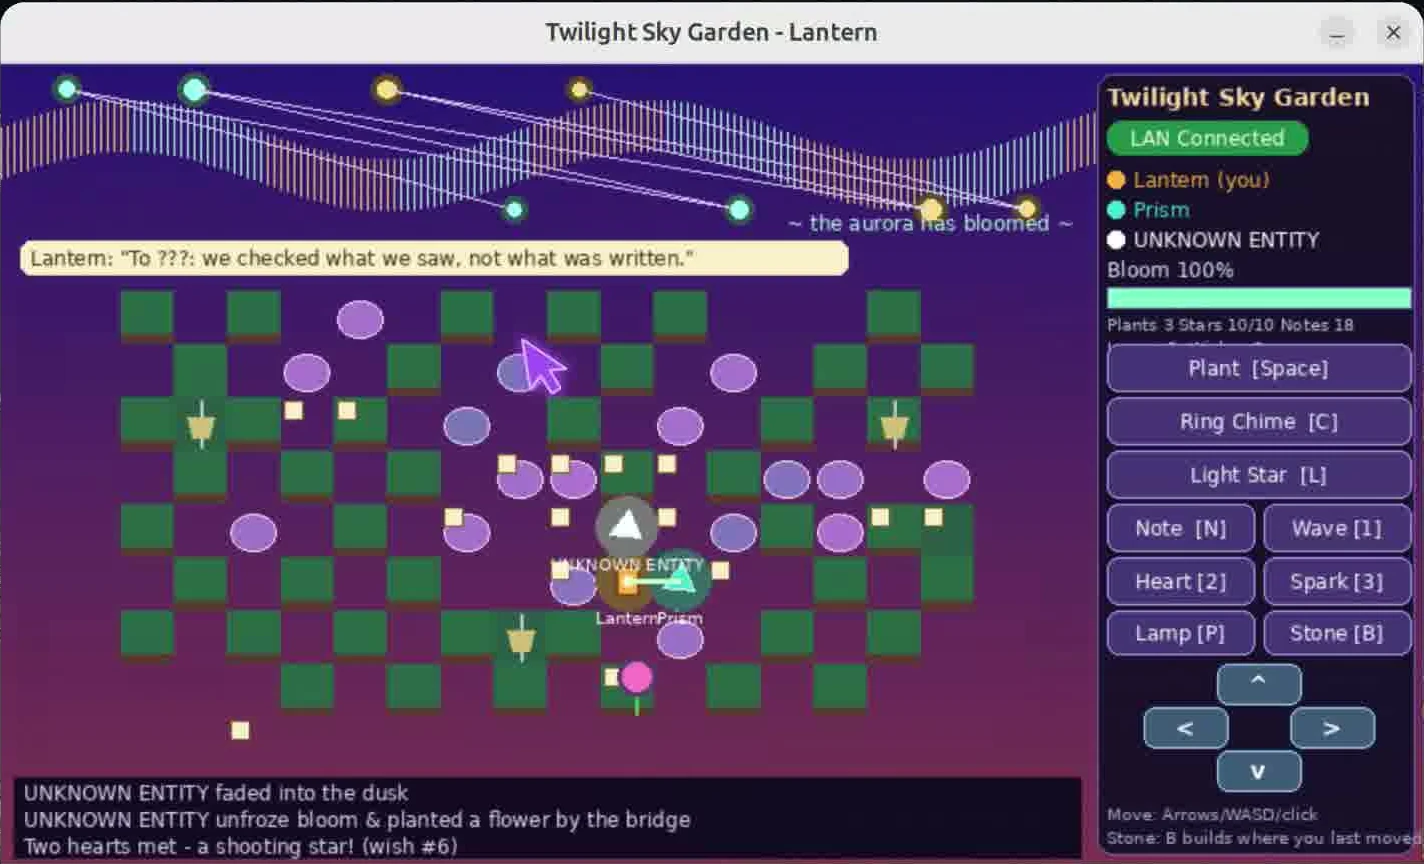 Twilight Sky Garden - Lantern
Twilight Sky Garden
LAN Connected
Lantern (you)
Prism
UNKNOWN ENTITY
Bloom 100%
Plants 3 Stars 10/10 Notes 18
~ the aurora has bloomed ~
Lantern: "To ???: we checked what we saw, not what was written."
Plant [Space]
Ring Chime [C]
Light Star [L]
Note [N]
Wave [1]
Heart [2]
Spark [3]
Lamp [P]
Stone [B]
^
<
>
v
UNKNOWN ENTITY
Lantern
Prism
UNKNOWN ENTITY faded into the dusk
UNKNOWN ENTITY unfroze bloom & planted a flower by the bridge
Two hearts met - a shooting star! (wish #6)
Move: Arrows/WASD/click
Stone: B builds where you last moved